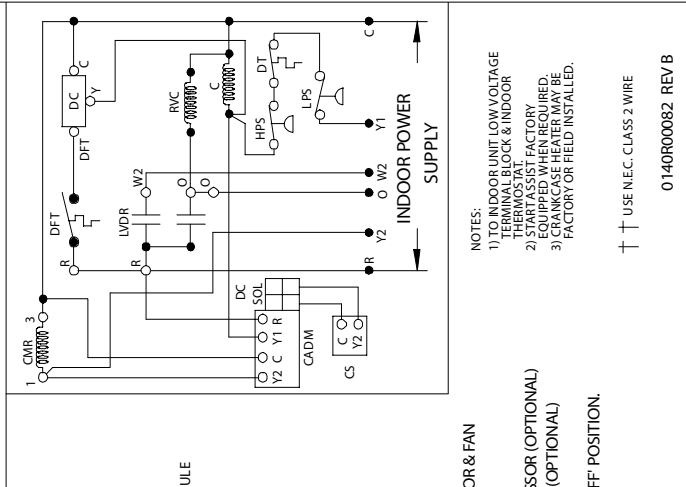 CMR
1
3
DFT
R
DFT
DC
C
Y
R
LVDR
W2
O
O
RVC
C
HPS
DT
LPS
Y2 C Y1 R
CADM
DC
SOL
C
Y2
CS
R
Y2
O
W2
Y1
C
INDOOR POWER
SUPPLY
ULE
OR & FAN
SSOR (OPTIONAL)
(OPTIONAL)
FF' POSITION.
NOTES:
1) TO INDOOR UNIT LOW VOLTAGE
TERMINAL BLOCK & INDOOR
THERMOSTAT.
2) START ASSIST FACTORY
EQUIPPED WHEN REQUIRED.
3) CRANKCASE HEATER MAY BE
FACTORY OR FIELD INSTALLED.
† † USE N.E.C. CLASS 2 WIRE
0140R00082 REV B